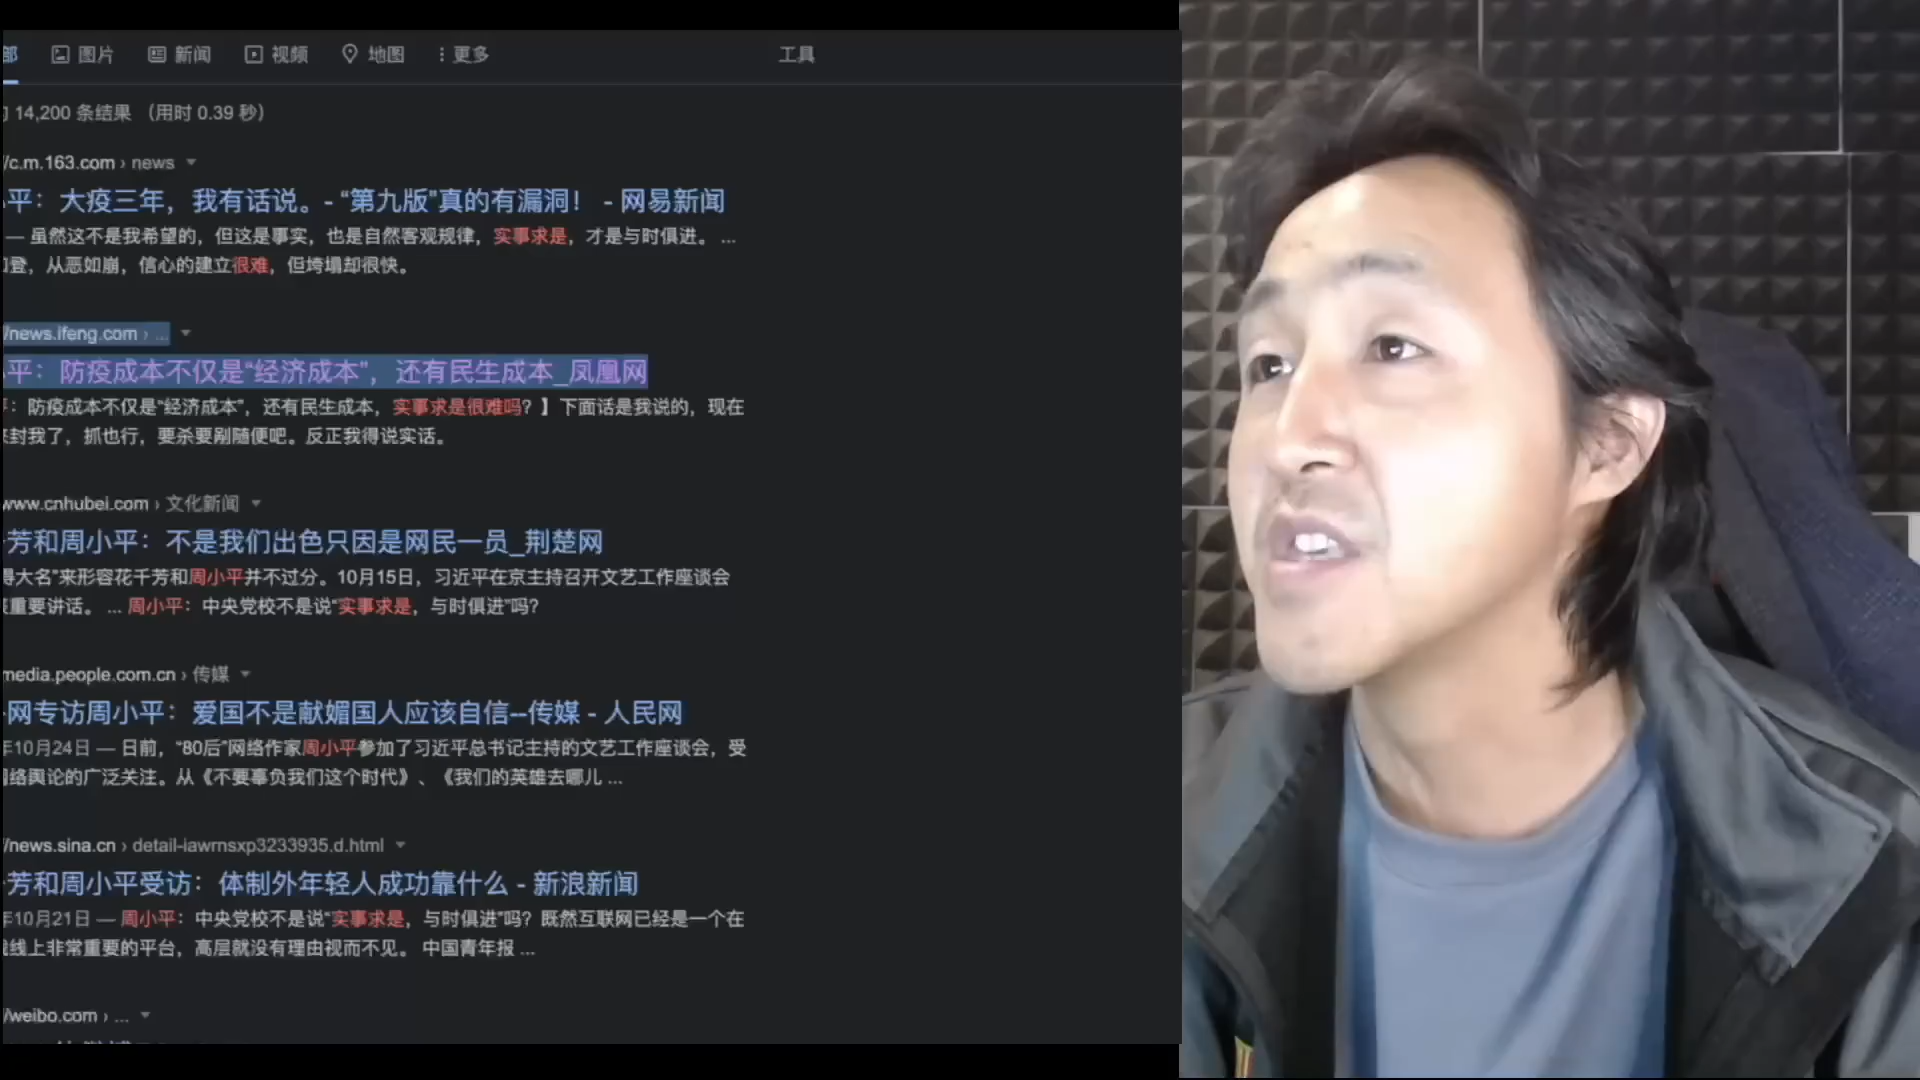 部 图片 新闻 视频 地图 更多 工具
14,200 条结果 （用时 0.39 秒）
/c.m.163.com › news
平：大疫三年，我有话说。- “第九版”真的有漏洞！ - 网易新闻
— 虽然这不是我希望的，但这是事实，也是自然客观规律，实事求是，才是与时俱进。 ...
登，从恶如崩，信心的建立很难，但垮塌却很快。
/news.ifeng.com › ...
平：防疫成本不仅是“经济成本”，还有民生成本_凤凰网
：防疫成本不仅是“经济成本”，还有民生成本，实事求是很难吗？】下面话是我说的，现在
封我了，抓也行，要杀要剐随便吧。反正我得说实话。
www.cnhubei.com › 文化新闻
芳和周小平：不是我们出色只因是网民一员_荆楚网
得大名”来形容花千芳和周小平并不过分。10月15日，习近平在京主持召开文艺工作座谈会
重要讲话。 ... 周小平：中央党校不是说“实事求是，与时俱进”吗？
media.people.com.cn › 传媒
网专访周小平：爱国不是献媚国人应该自信--传媒 - 人民网
年10月24日 — 日前，“80后”网络作家周小平参加了习近平总书记主持的文艺工作座谈会，受
络舆论的广泛关注。从《不要辜负我们这个时代》、《我们的英雄去哪儿 ...
/news.sina.cn › detail-iawrnsxp3233935.d.html
芳和周小平受访：体制外年轻人成功靠什么 - 新浪新闻
年10月21日 — 周小平：中央党校不是说“实事求是，与时俱进”吗？既然互联网已经是一个在
线上非常重要的平台，高层就没有理由视而不见。 中国青年报 ...
/weibo.com › ...